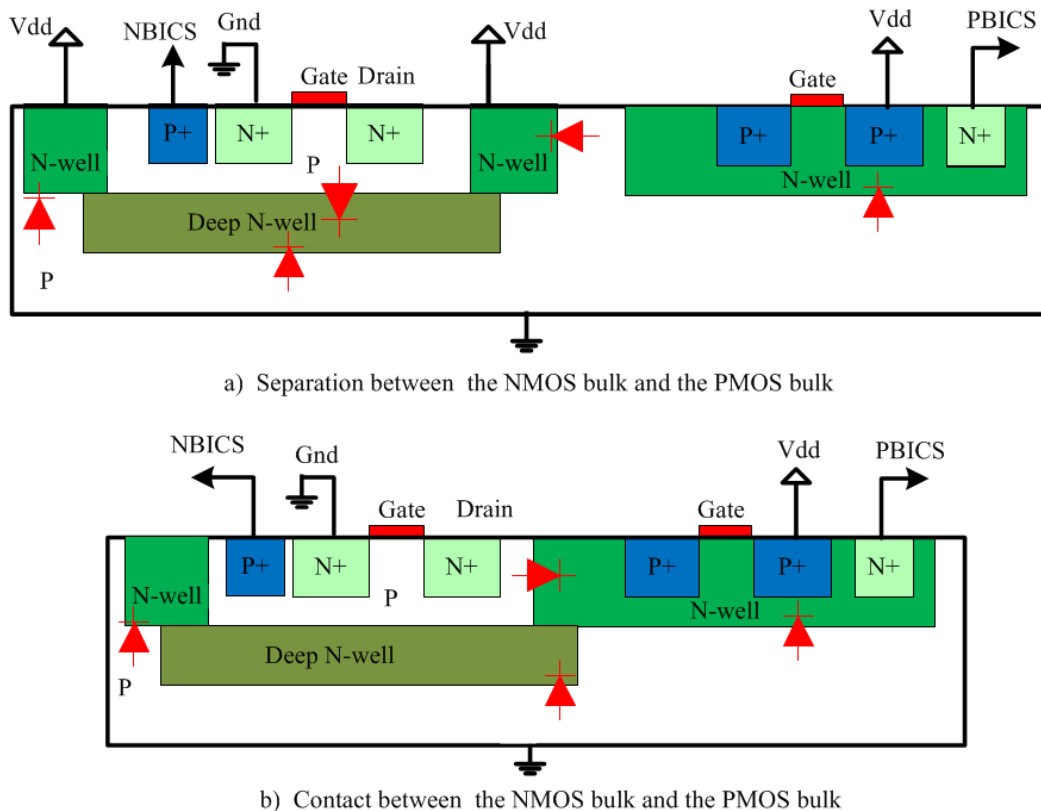 Vdd
NBICS
Gnd
Vdd
Vdd
PBICS
Gate Drain
Gate
N-well
P+
N+
P
N+
N-well
P+
P+
N+
N-well
Deep N-well
P
a) Separation between the NMOS bulk and the PMOS bulk
NBICS
Gnd
Vdd
PBICS
Gate
Drain
Gate
N-well
P+
N+
P
N+
P+
P+
N+
N-well
Deep N-well
P
b) Contact between the NMOS bulk and the PMOS bulk